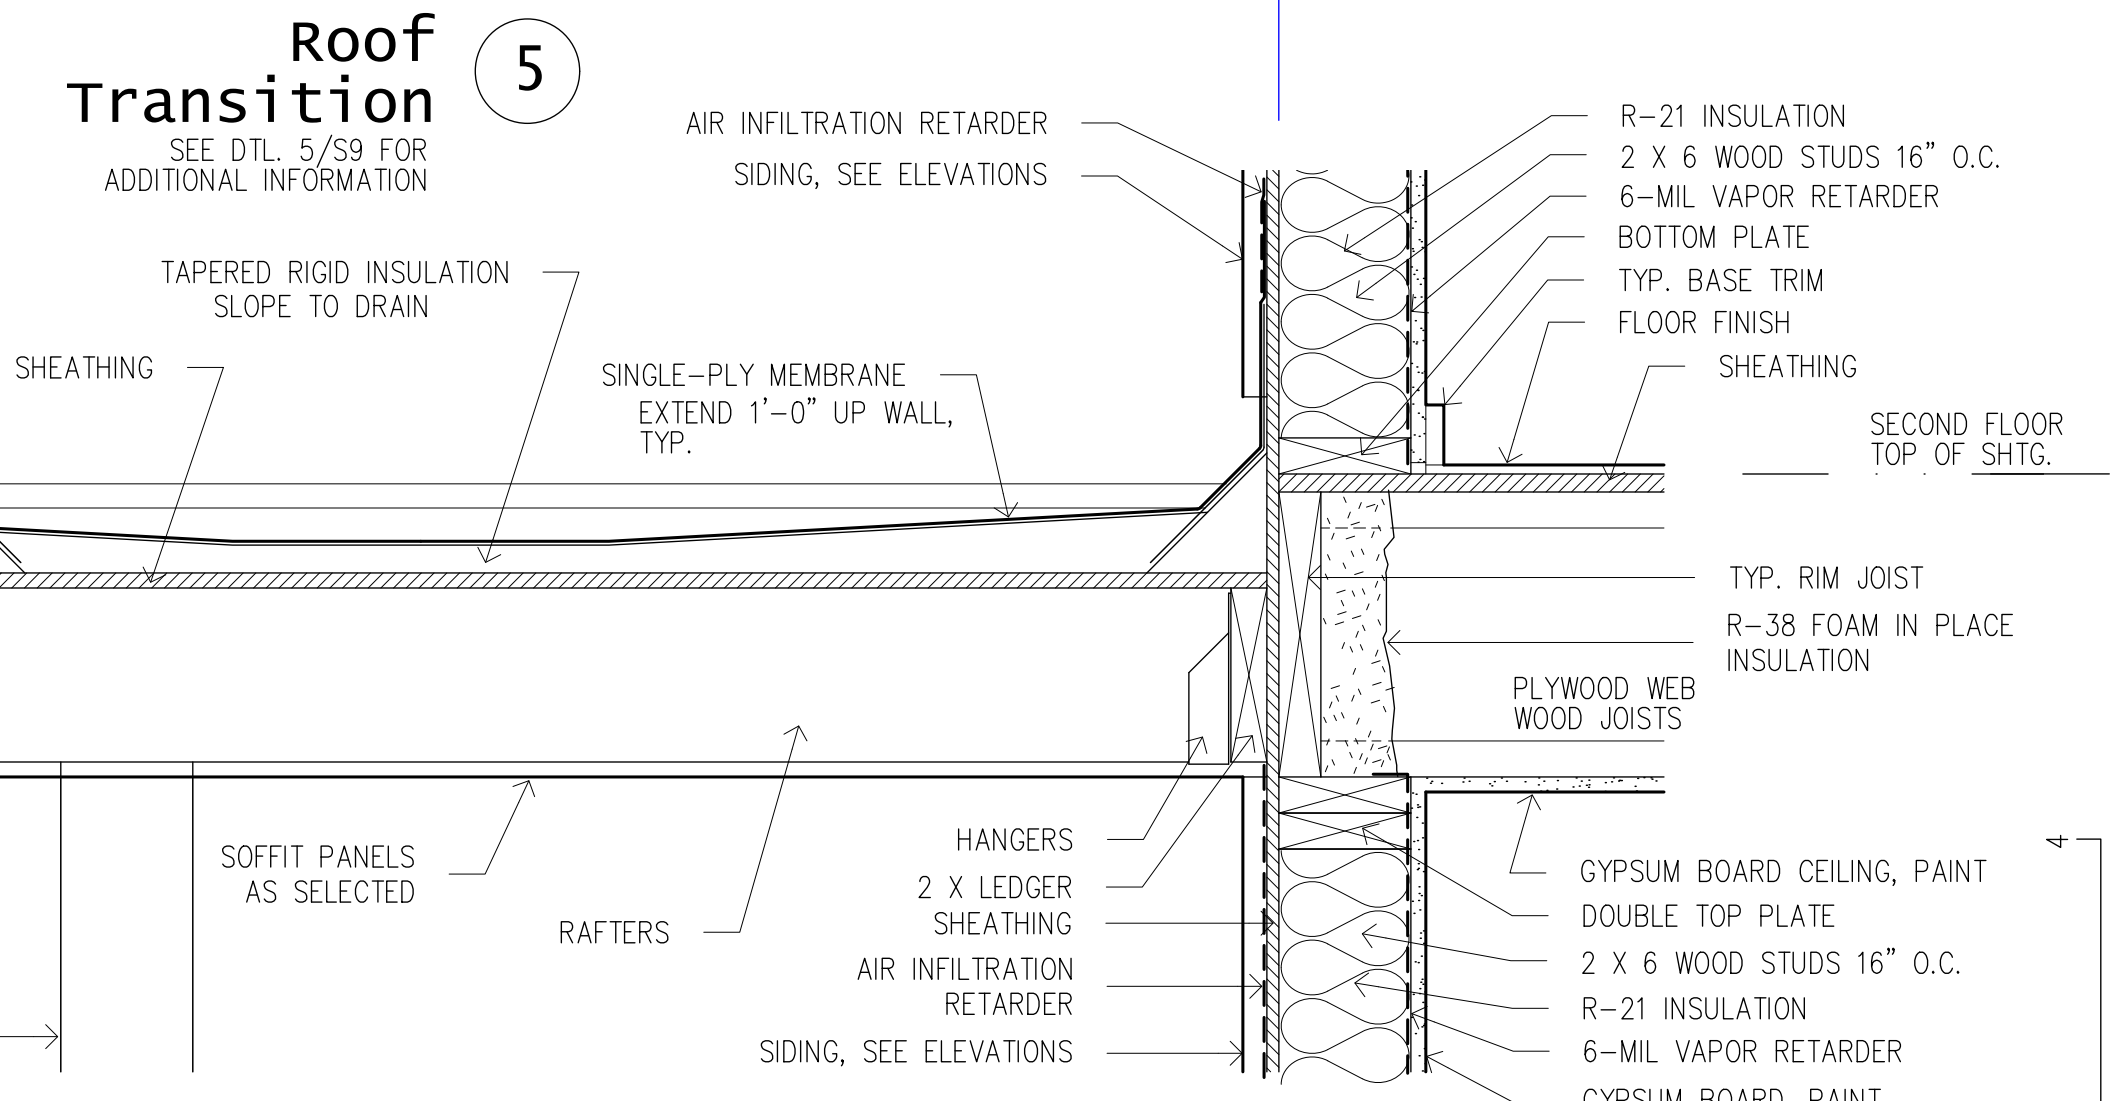 Roof
Transition
5
SEE DTL. 5/S9 FOR
ADDITIONAL INFORMATION
TAPERED RIGID INSULATION
SLOPE TO DRAIN
SHEATHING
SINGLE-PLY MEMBRANE
EXTEND 1'-0" UP WALL,
TYP.
AIR INFILTRATION RETARDER
SIDING, SEE ELEVATIONS
R-21 INSULATION
2 X 6 WOOD STUDS 16" O.C.
6-MIL VAPOR RETARDER
BOTTOM PLATE
TYP. BASE TRIM
FLOOR FINISH
SHEATHING
SECOND FLOOR
TOP OF SHTG.
TYP. RIM JOIST
R-38 FOAM IN PLACE
INSULATION
PLYWOOD WEB
WOOD JOISTS
SOFFIT PANELS
AS SELECTED
RAFTERS
HANGERS
2 X LEDGER
SHEATHING
AIR INFILTRATION
RETARDER
SIDING, SEE ELEVATIONS
GYPSUM BOARD CEILING, PAINT
DOUBLE TOP PLATE
2 X 6 WOOD STUDS 16" O.C.
R-21 INSULATION
6-MIL VAPOR RETARDER
GYPSUM BOARD, PAINT
4